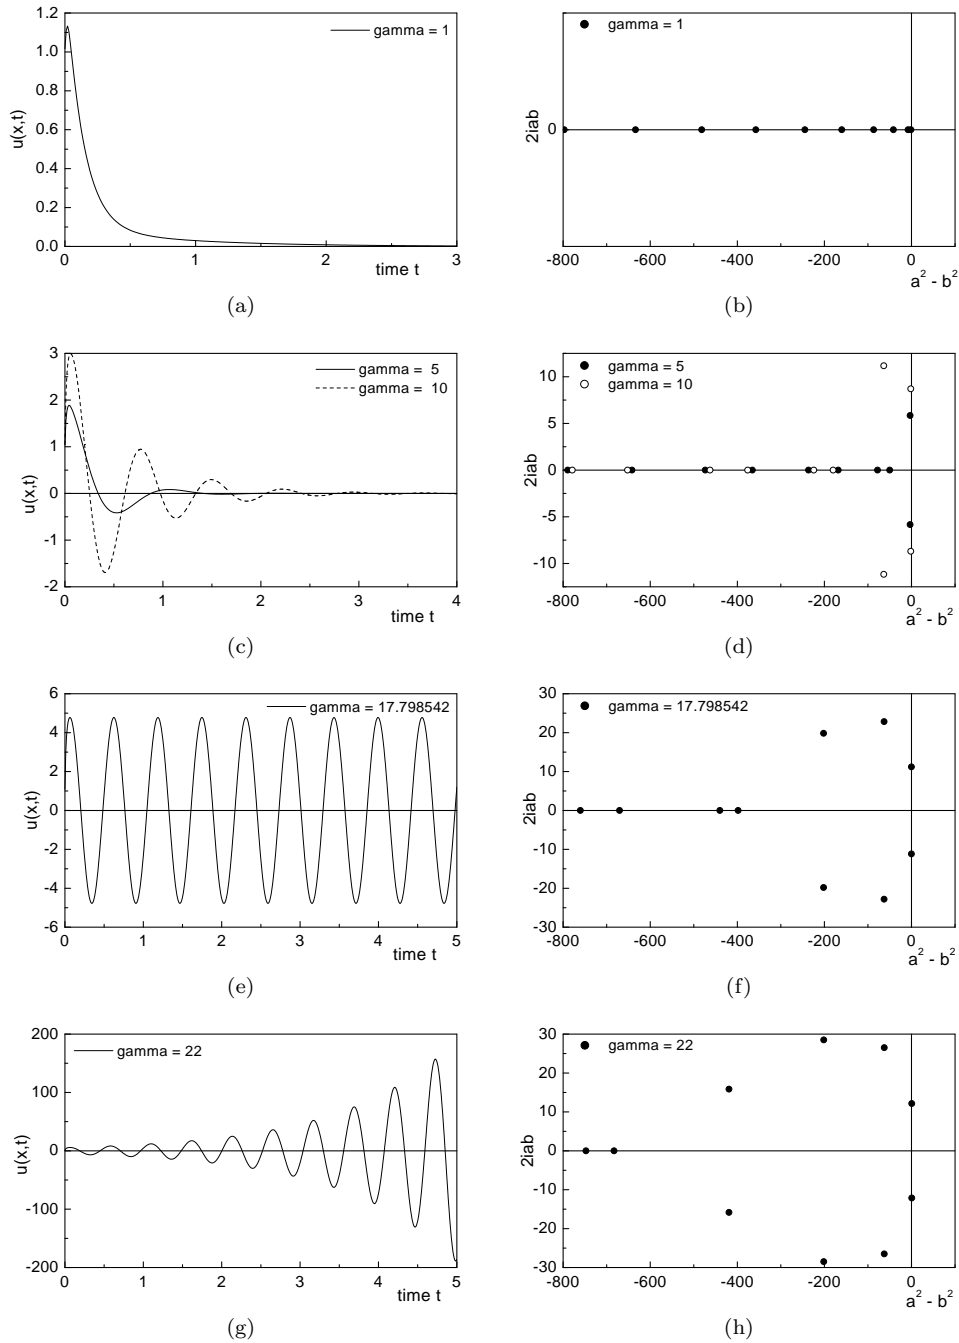 gamma = 1
1.2
1.0
0.8
0.6
0.4
0.2
0.0
u(x,t)
0 1 2 3
time t
(a)
gamma = 1
0
2iab
-800 -600 -400 -200 0
a² - b²
(b)
gamma = 5
gamma = 10
3
2
1
0
-1
-2
u(x,t)
0 1 2 3 4
time t
(c)
gamma = 5
gamma = 10
10
5
0
-5
-10
2iab
-800 -600 -400 -200 0
a² - b²
(d)
gamma = 17.798542
6
4
2
0
-2
-4
-6
u(x,t)
0 1 2 3 4 5
time t
(e)
gamma = 17.798542
30
20
10
0
-10
-20
-30
2iab
-800 -600 -400 -200 0
a² - b²
(f)
gamma = 22
200
100
0
-100
-200
u(x,t)
0 1 2 3 4 5
time t
(g)
gamma = 22
30
20
10
0
-10
-20
-30
2iab
-800 -600 -400 -200 0
a² - b²
(h)